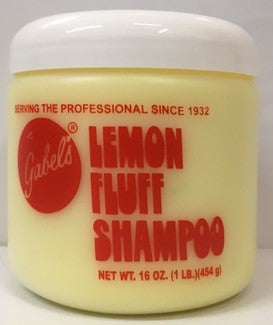 SERVING THE PROFESSIONAL SINCE 1932
Gabel's®
LEMON
FLUFF
SHAMPOO
NET WT. 16 OZ. (1 LB.)(454 g)